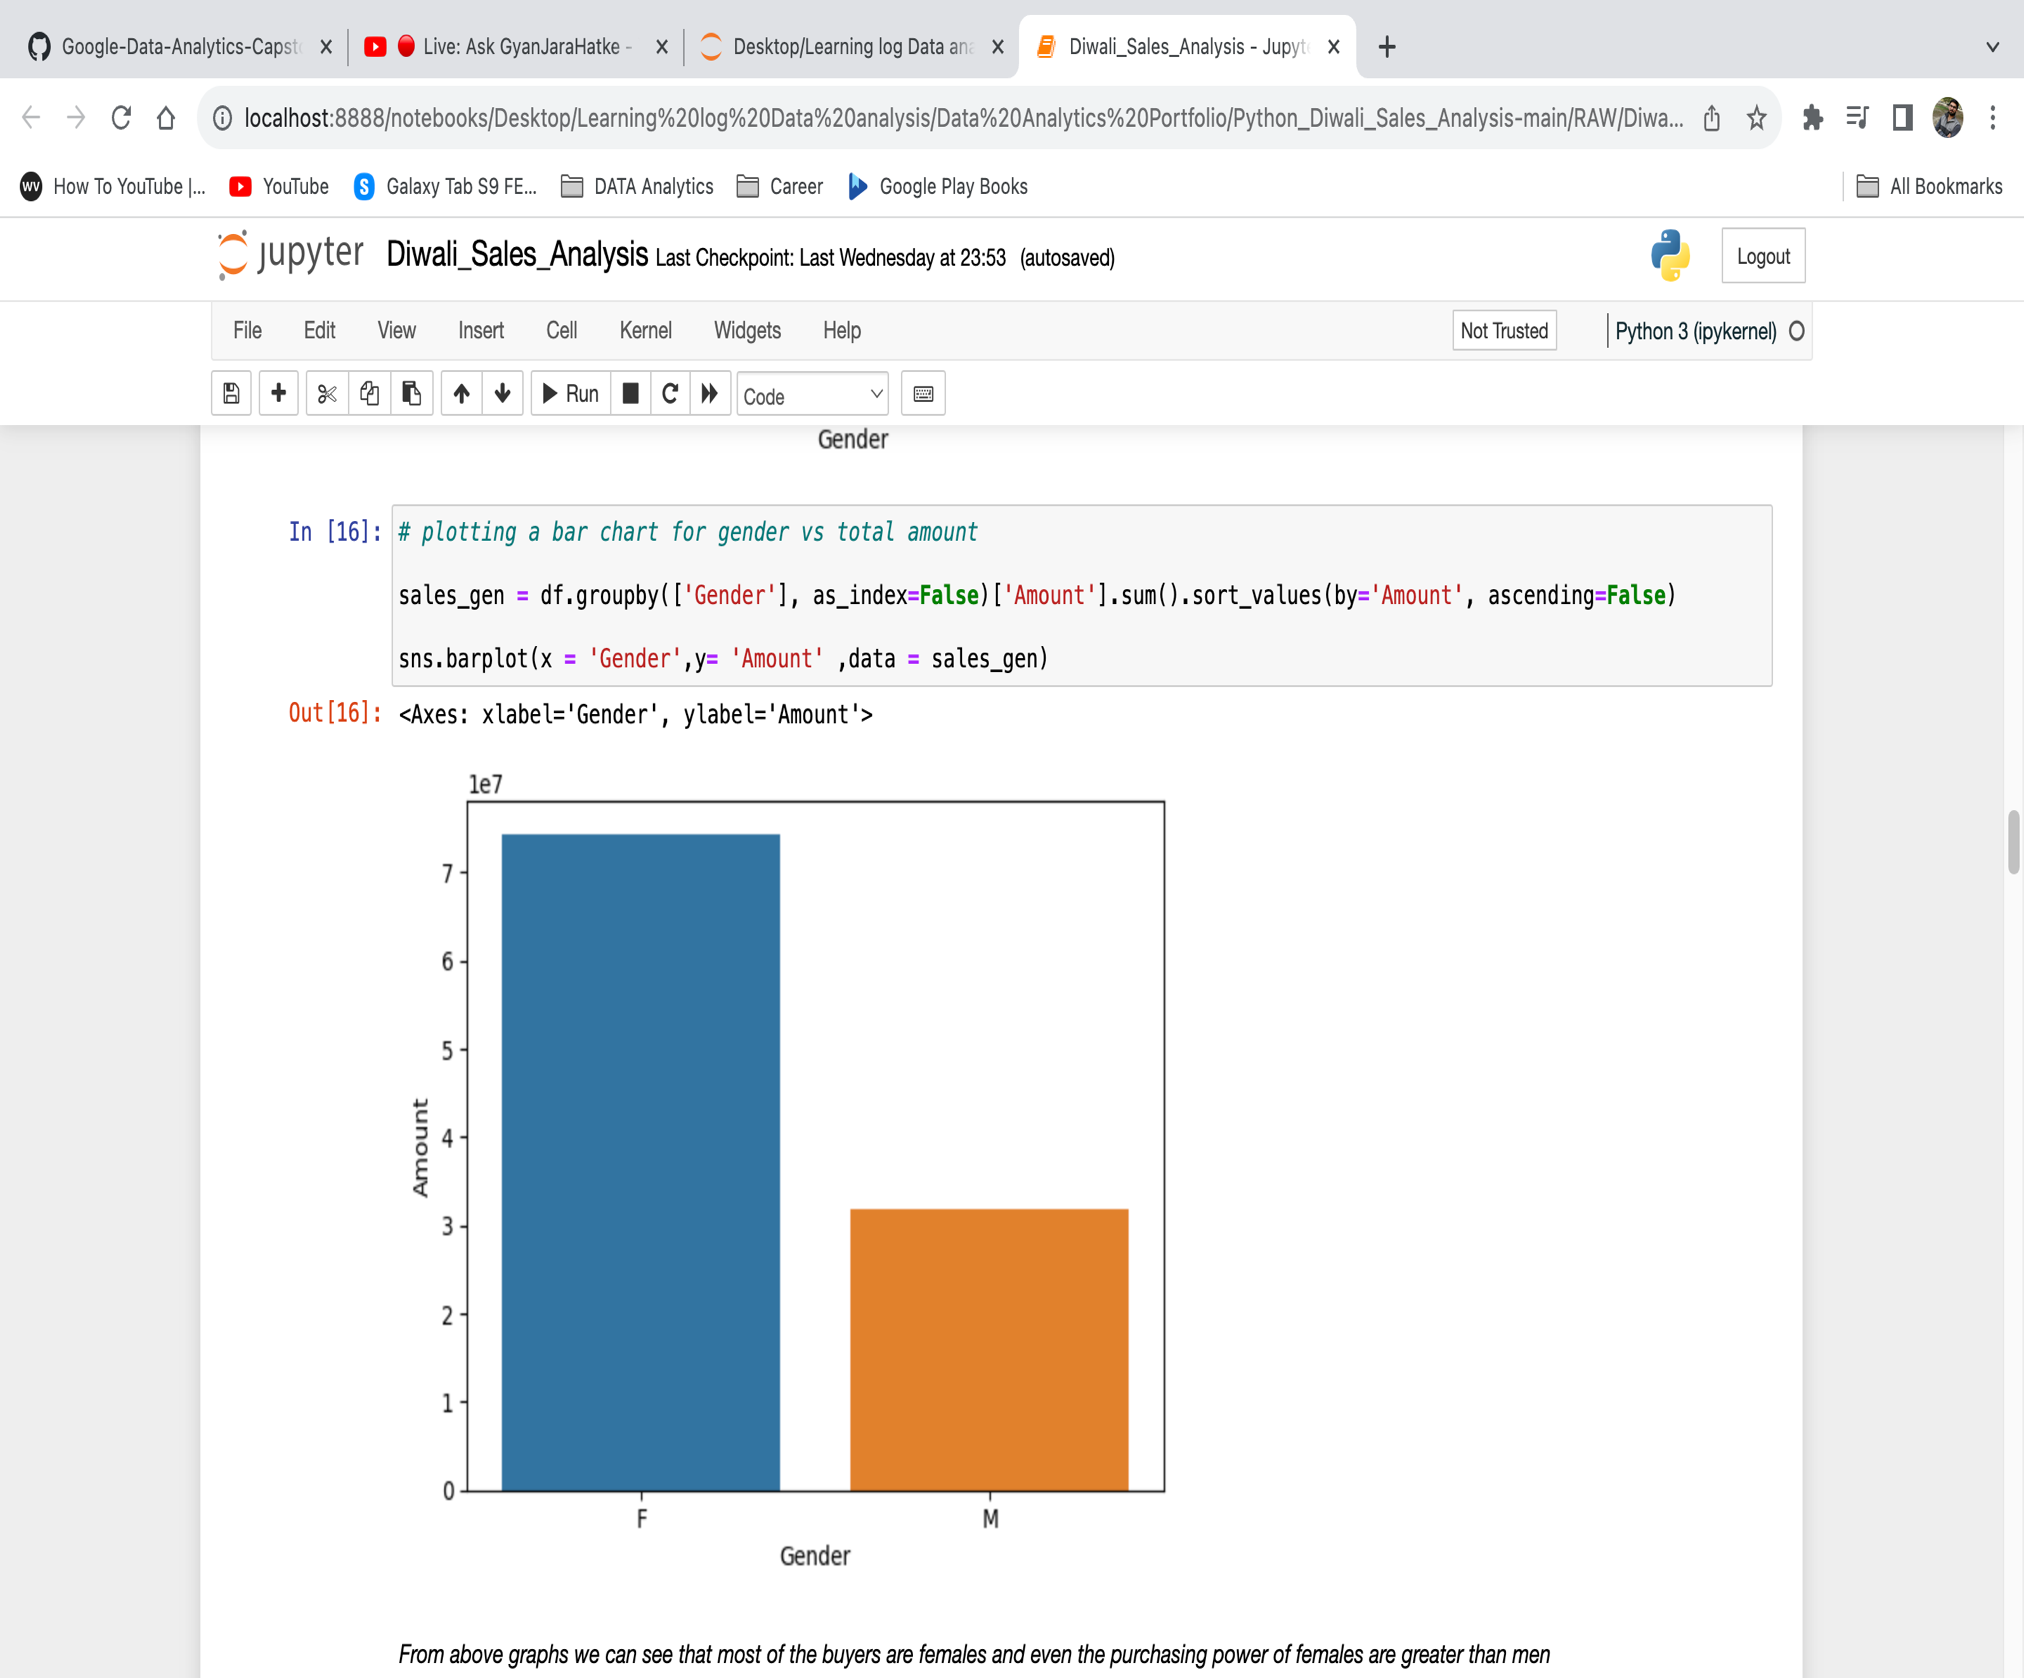 Google-Data-Analytics-Capst
Live: Ask GyanJaraHatke -
Desktop/Learning log Data ana
Diwali_Sales_Analysis - Jupyt
localhost:8888/notebooks/Desktop/Learning%20log%20Data%20analysis/Data%20Analytics%20Portfolio/Python_Diwali_Sales_Analysis-main/RAW/Diwa...
WV How To YouTube |...
YouTube
S Galaxy Tab S9 FE...
DATA Analytics
Career
Google Play Books
All Bookmarks
jupyter Diwali_Sales_Analysis Last Checkpoint: Last Wednesday at 23:53 (autosaved)
Logout
File Edit View Insert Cell Kernel Widgets Help
Not Trusted
Python 3 (ipykernel)
Run
Code
Gender
In [16]: # plotting a bar chart for gender vs total amount
sales_gen = df.groupby(['Gender'], as_index=False)['Amount'].sum().sort_values(by='Amount', ascending=False)
sns.barplot(x = 'Gender',y= 'Amount' ,data = sales_gen)
Out[16]: <Axes: xlabel='Gender', ylabel='Amount'>
1e7
7
6
5
4
3
2
1
0
Amount
F
M
Gender
From above graphs we can see that most of the buyers are females and even the purchasing power of females are greater than men